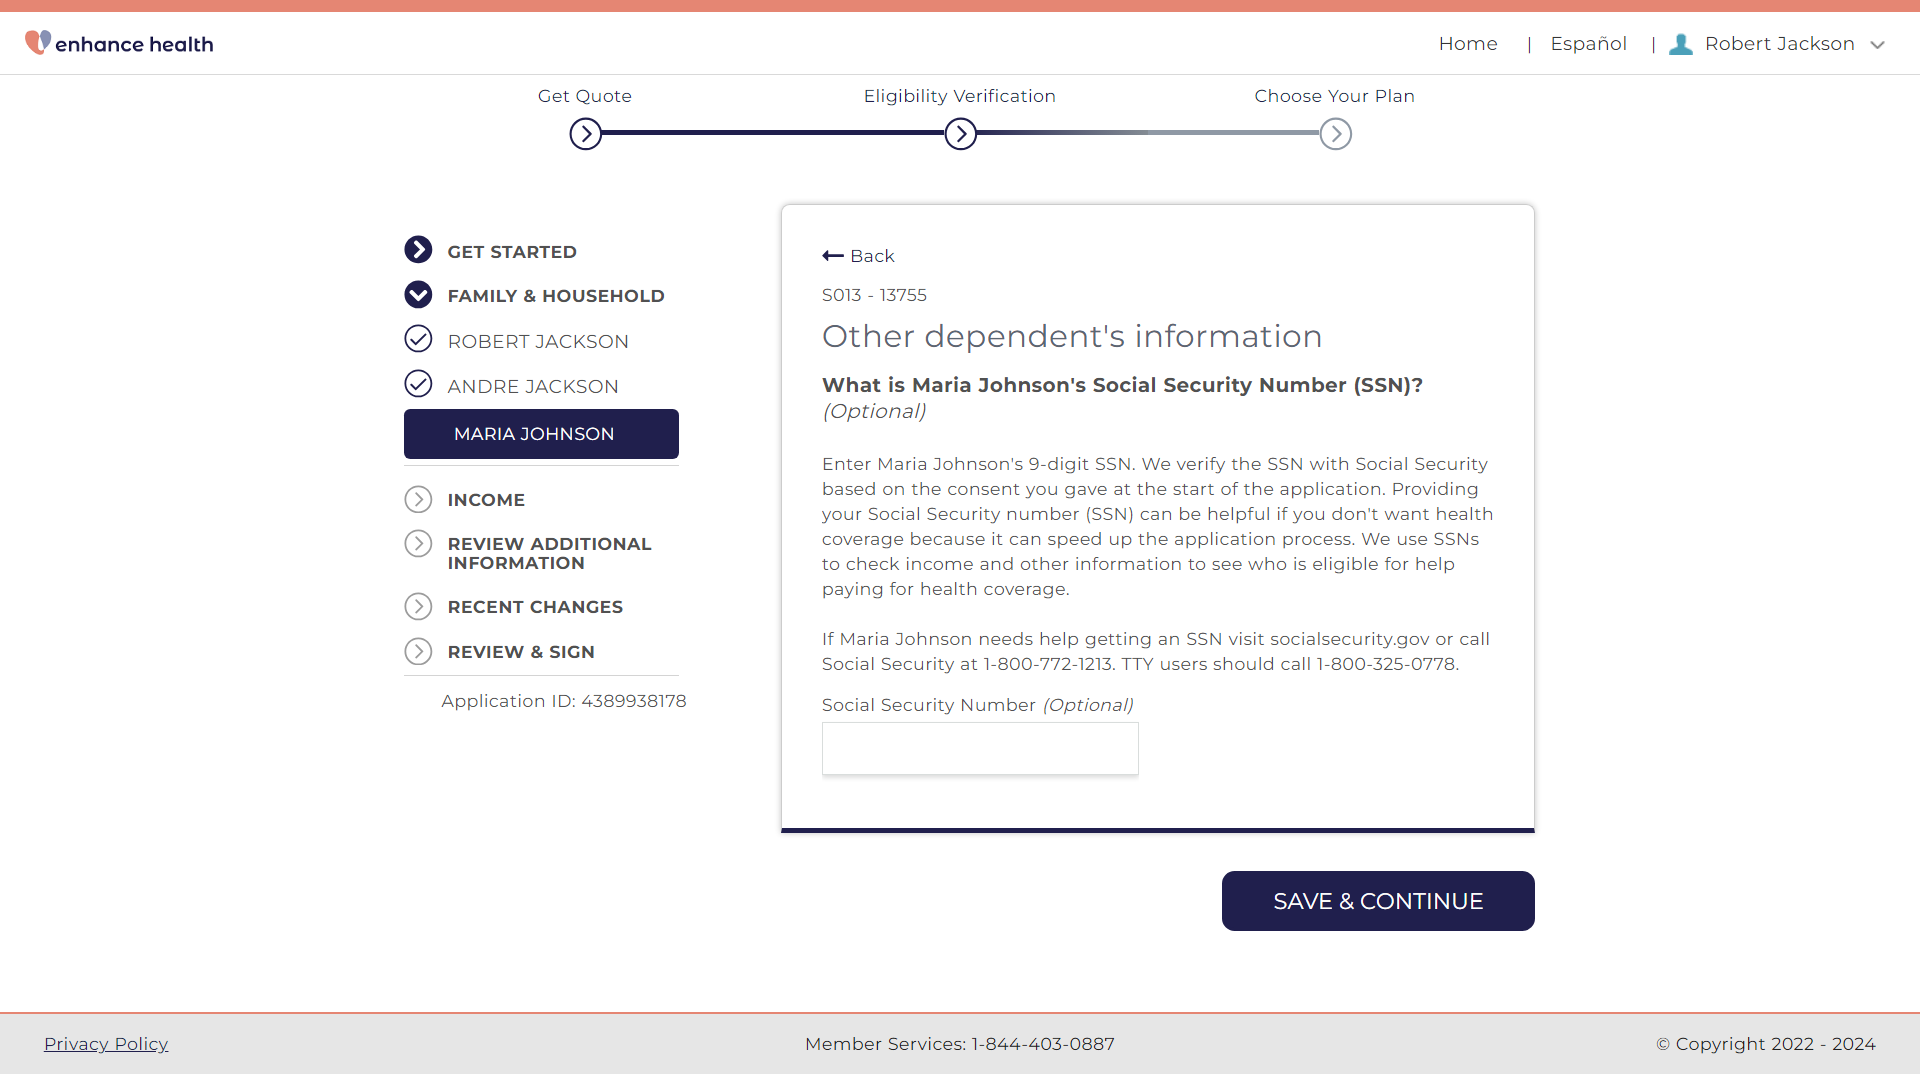 enhance health
Home | Español | Robert Jackson
Get Quote
Eligibility Verification
Choose Your Plan
GET STARTED
FAMILY & HOUSEHOLD
ROBERT JACKSON
ANDRE JACKSON
MARIA JOHNSON
INCOME
REVIEW ADDITIONAL
INFORMATION
RECENT CHANGES
REVIEW & SIGN
Application ID: 4389938178
Back
S013 - 13755
Other dependent's information
What is Maria Johnson's Social Security Number (SSN)?
(Optional)
Enter Maria Johnson's 9-digit SSN. We verify the SSN with Social Security
based on the consent you gave at the start of the application. Providing
your Social Security number (SSN) can be helpful if you don't want health
coverage because it can speed up the application process. We use SSNs
to check income and other information to see who is eligible for help
paying for health coverage.
If Maria Johnson needs help getting an SSN visit socialsecurity.gov or call
Social Security at 1-800-772-1213. TTY users should call 1-800-325-0778.
Social Security Number (Optional)
SAVE & CONTINUE
Privacy Policy
Member Services: 1-844-403-0887
© Copyright 2022 - 2024